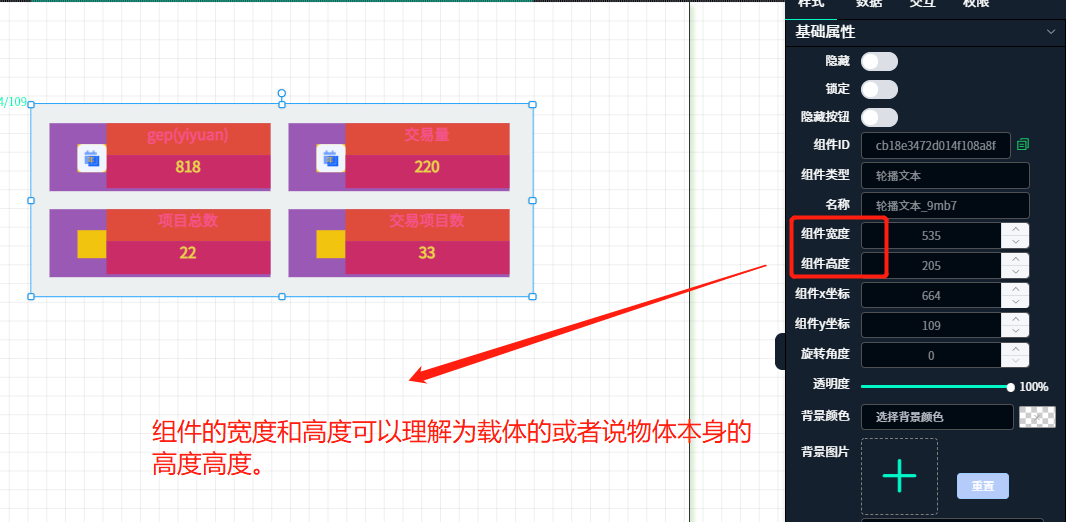 样式 数据 交互 权限
基础属性
隐藏
锁定
隐藏按钮
组件ID cb18e3472d014f108a8f
组件类型 轮播文本
名称 轮播文本_9mb7
组件宽度 535
组件高度 205
组件x坐标 664
组件y坐标 109
旋转角度 0
透明度 100%
背景颜色 选择背景颜色
背景图片
重置
4/109
gep(yiyuan) 交易量
818 220
项目总数 交易项目数
22 33
组件的宽度和高度可以理解为载体的或者说物体本身的
高度高度。